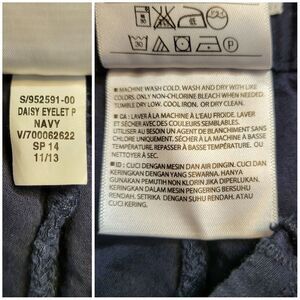 S/952591-00
DAISY EYELET P
NAVY
V/700062622
SP 14
11/13
30
P
■ MACHINE WASH COLD. WASH AND DRY WITH LIKE
COLORS. ONLY NON-CHLORINE BLEACH WHEN NEEDED.
TUMBLE DRY LOW. COOL IRON. OR DRY CLEAN.
■ CA: LAVER À LA MACHINE À L'EAU FROIDE. LAVER
ET SÉCHER AVEC DES COULEURS SEMBLABLES.
UTILISER AU BESOIN UN AGENT DE BLANCHIMENT SANS
CHLORE. SÉCHER À LA MACHINE À BASSE
TEMPÉRATURE. REPASSER À BASSE TEMPÉRATURE. OU
NETTOYER À SEC.
■ ID: CUCI DENGAN MESIN DAN AIR DINGIN. CUCI DAN
KERINGKAN DENGAN YANG SEWARNA. HANYA
GUNAKAN PEMUTIH NON KLORIN JIKA DIPERLUKAN.
KERINGKAN DALAM MESIN PENGERING BERSUHU
RENDAH. SETRIKA DENGAN SUHU RENDAH. ATAU
CUCI KERING.